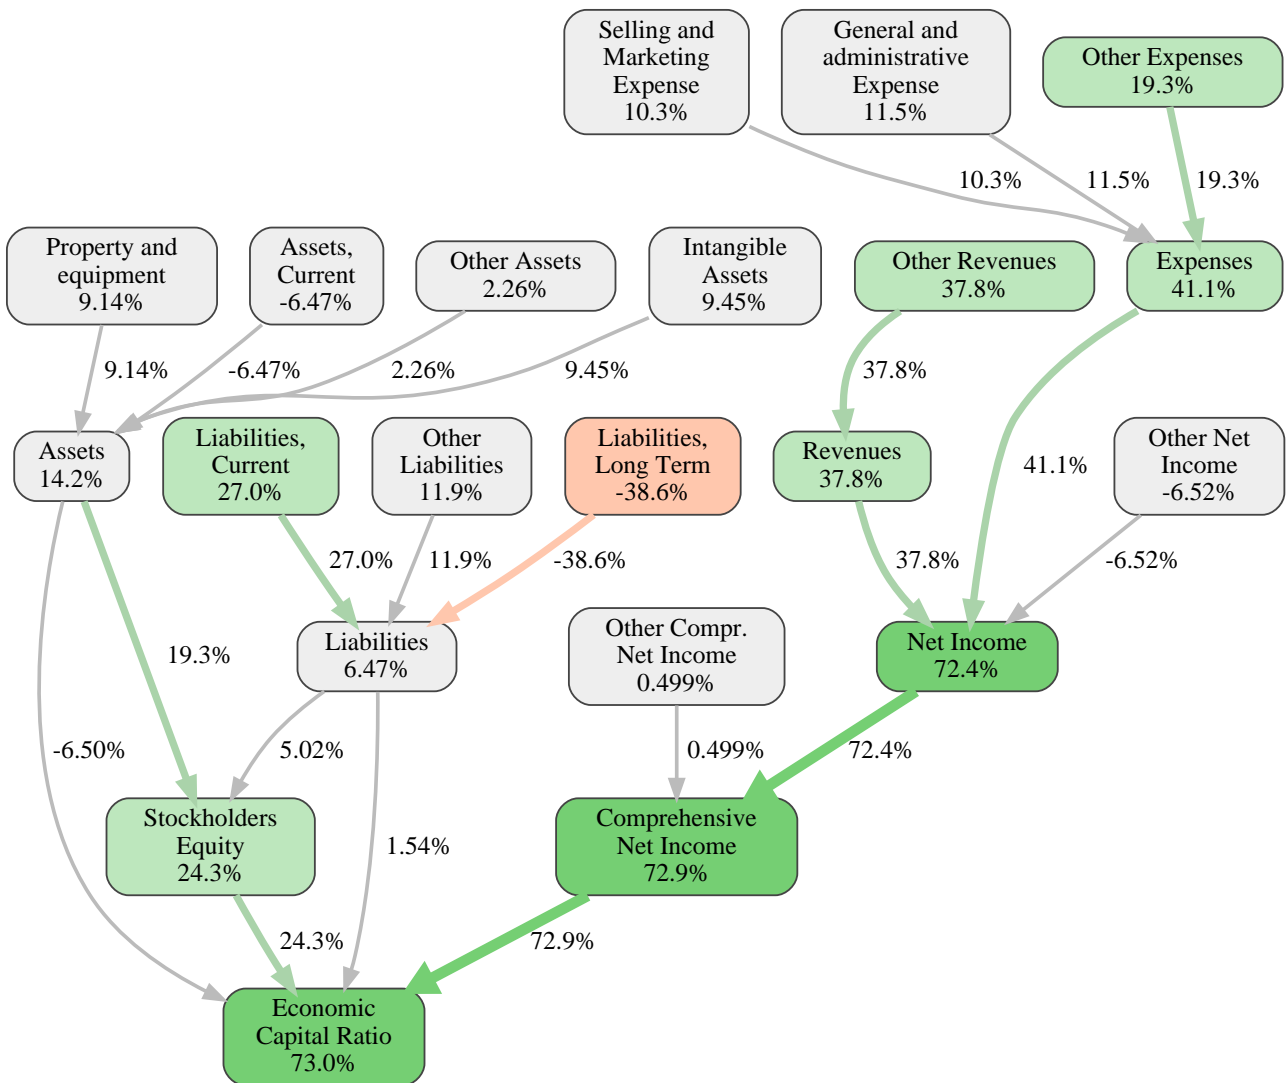 Selling and
Marketing
Expense
10.3%
General and
administrative
Expense
11.5%
Other Expenses
19.3%
10.3%
11.5%
19.3%
Property and
equipment
9.14%
Assets,
Current
-6.47%
Other Assets
2.26%
Intangible
Assets
9.45%
Other Revenues
37.8%
Expenses
41.1%
9.14%
-6.47%
2.26%
9.45%
37.8%
Assets
14.2%
Liabilities,
Current
27.0%
Other
Liabilities
11.9%
Liabilities,
Long Term
-38.6%
Revenues
37.8%
41.1%
Other Net
Income
-6.52%
27.0%
11.9%
-38.6%
37.8%
-6.52%
19.3%
Liabilities
6.47%
Other Compr.
Net Income
0.499%
Net Income
72.4%
-6.50%
5.02%
0.499%
72.4%
Stockholders
Equity
24.3%
1.54%
Comprehensive
Net Income
72.9%
24.3%
72.9%
Economic
Capital Ratio
73.0%